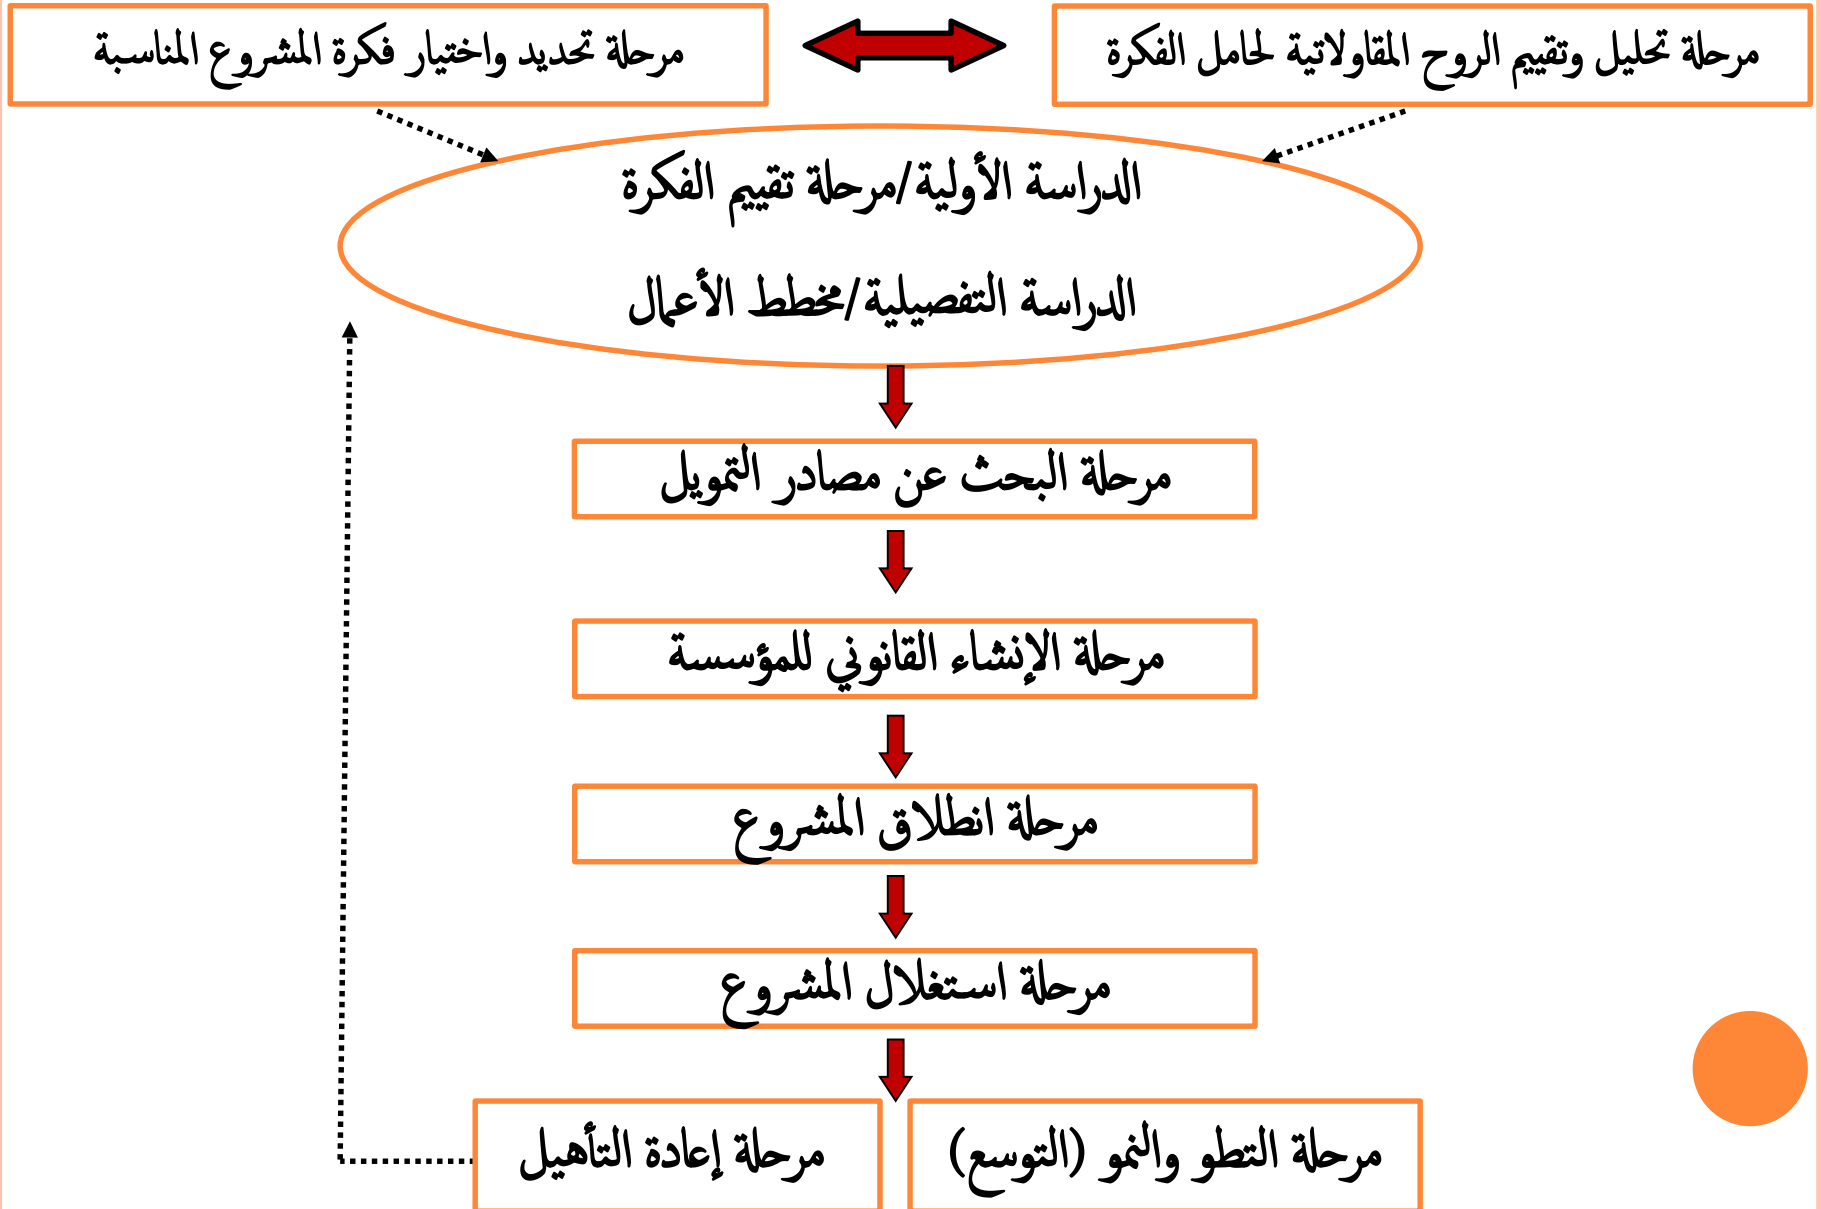 مرحلة تحليل وتقييم الروح المقاولاتية لحامل الفكرة
مرحلة تحديد واختيار فكرة المشروع المناسبة
الدراسة الأولية/مرحلة تقييم الفكرة
الدراسة التفصيلية/مخطط الأعمال
مرحلة البحث عن مصادر التمويل
مرحلة الإنشاء القانوني للمؤسسة
مرحلة انطلاق المشروع
مرحلة استغلال المشروع
مرحلة التطو والنمو (التوسع)
مرحلة إعادة التأهيل